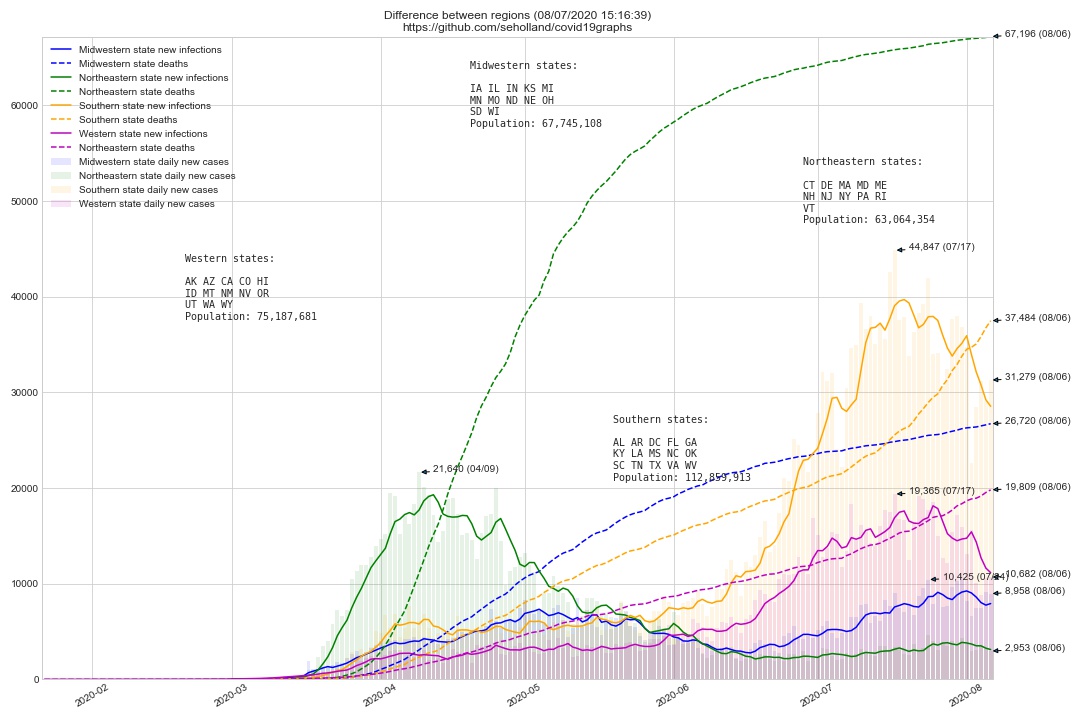 Difference between regions (08/07/2020 15:16:39)
https://github.com/seholland/covid19graphs
Midwestern state new infections
Midwestern state deaths
Northeastern state new infections
Northeastern state deaths
Southern state new infections
Southern state deaths
Western state new infections
Northeastern state deaths
Midwestern state daily new cases
Northeastern state daily new cases
Southern state daily new cases
Western state daily new cases
Midwestern states:
IA IL IN KS MI
MN MO ND NE OH
SD WI
Population: 67,745,108
Northeastern states:
CT DE MA MD ME
NH NJ NY PA RI
VT
Population: 63,064,354
Western states:
AK AZ CA CO HI
ID MT NM NV OR
UT WA WY
Population: 75,187,681
Southern states:
AL AR DC FL GA
KY LA MS NC OK
SC TN TX VA WV
Population: 112,859,913
67,196 (08/06)
44,847 (07/17)
37,484 (08/06)
31,279 (08/06)
26,720 (08/06)
21,640 (04/09)
19,365 (07/17)
19,809 (08/06)
10,425 (07/24)
10,682 (08/06)
8,958 (08/06)
2,953 (08/06)
60000
50000
40000
30000
20000
10000
0
2020-02
2020-03
2020-04
2020-05
2020-06
2020-07
2020-08